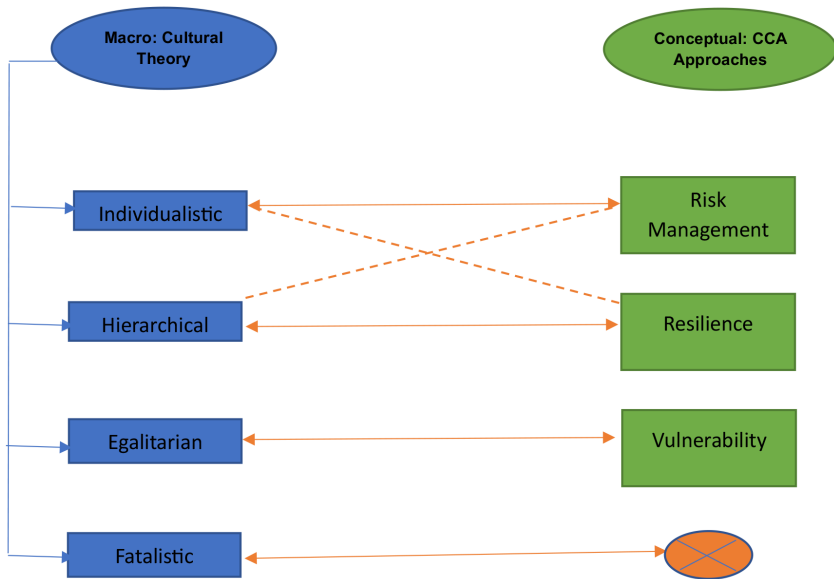 Macro: Cultural
Theory
Conceptual: CCA
Approaches
Individualistic
Risk
Management
Hierarchical
Resilience
Egalitarian
Vulnerability
Fatalistic